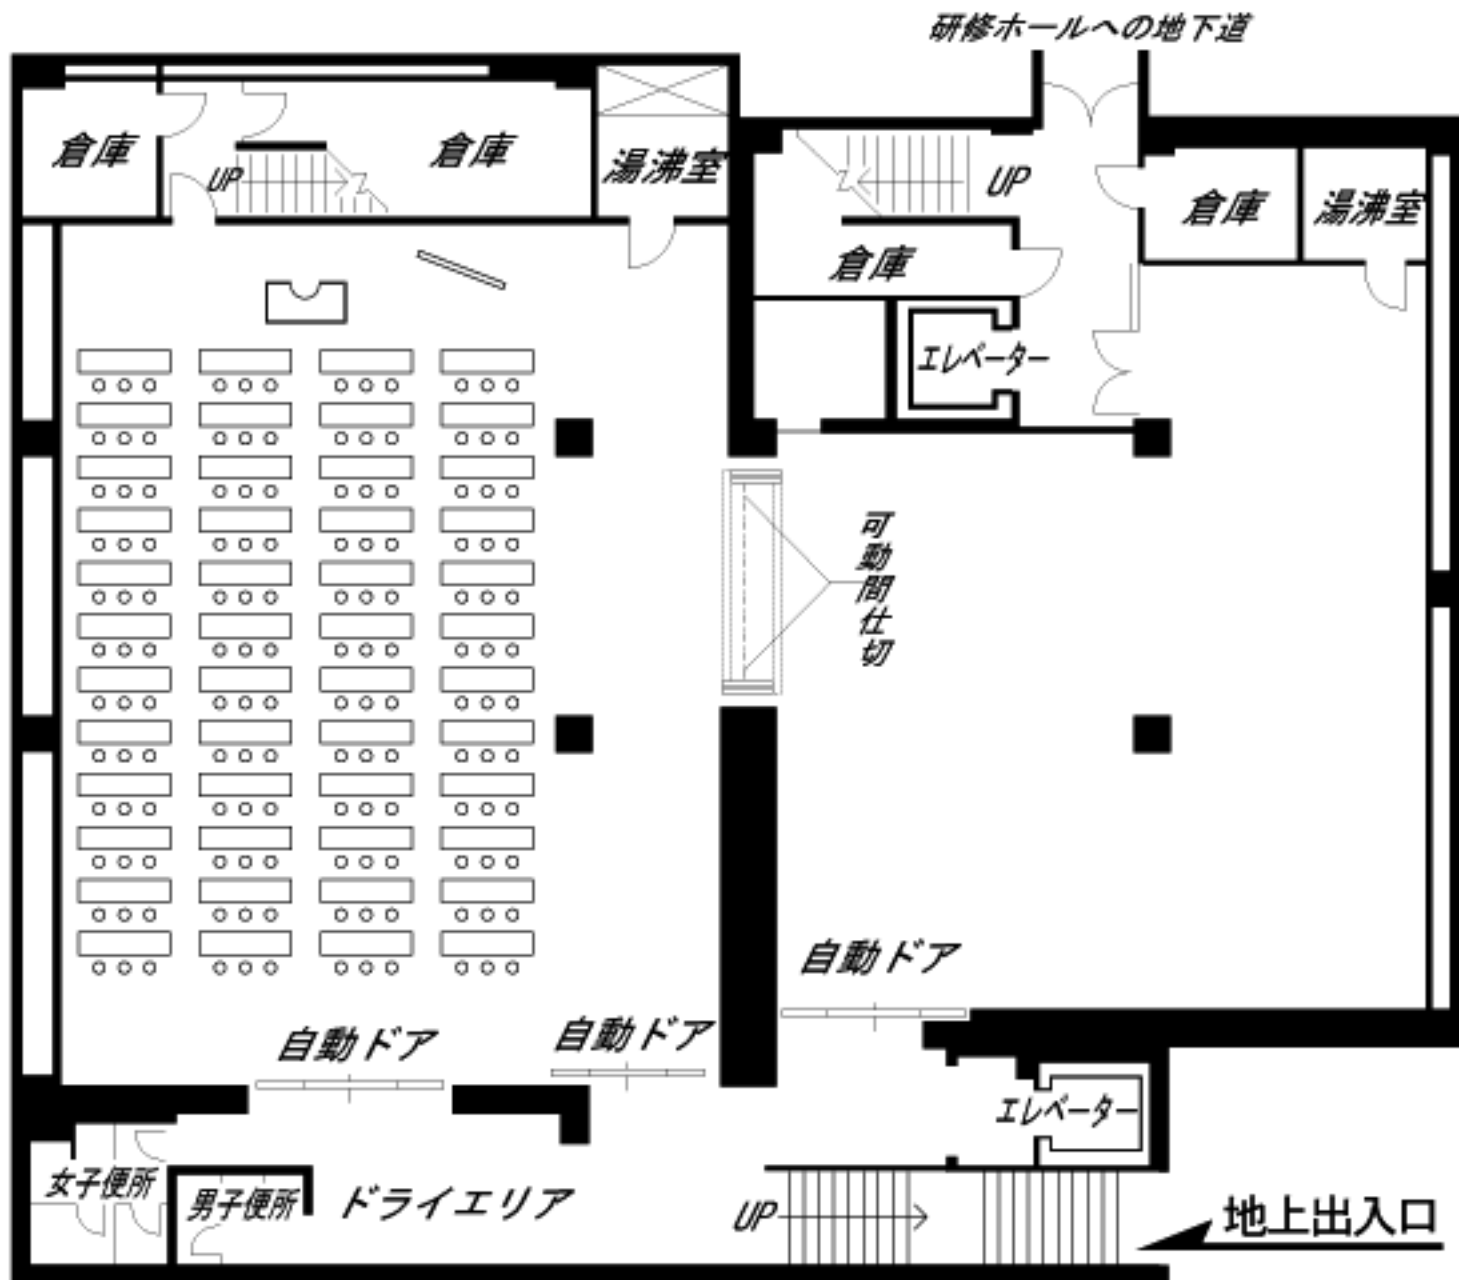 研修ホールへの地下道
倉庫
倉庫
湯沸室
UP
UP
倉庫
湯沸室
倉庫
エレベーター
可動間仕切
自動ドア
自動ドア
自動ドア
エレベーター
女子便所
男子便所
ドライエリア
UP
地上出入口